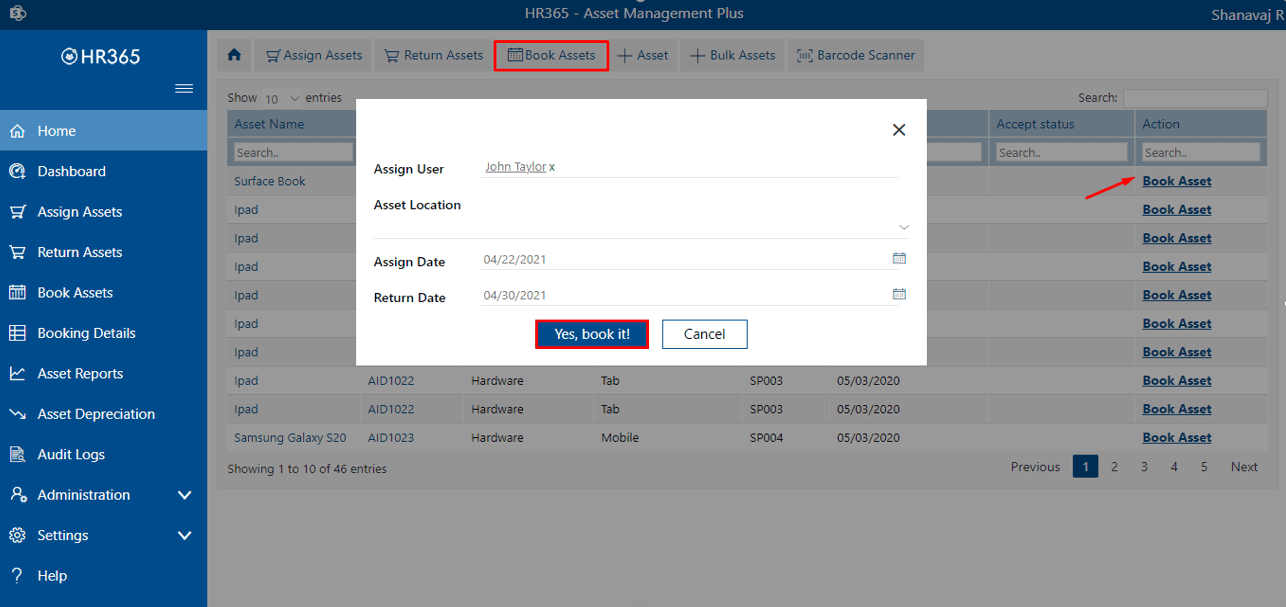 HR365 - Asset Management Plus
Shanavaj R
HR365
Home
Dashboard
Assign Assets
Return Assets
Book Assets
Booking Details
Asset Reports
Asset Depreciation
Audit Logs
Administration
Settings
Help
Assign Assets Return Assets Book Assets Asset Bulk Assets Barcode Scanner
Show 10 entries Search:
Asset Name Accept status Action
Search.. Search.. Search..
Surface Book Book Asset
Ipad Book Asset
Ipad Book Asset
Ipad Book Asset
Ipad Book Asset
Ipad Book Asset
Ipad Book Asset
Ipad AID1022 Hardware Tab SP003 05/03/2020 Book Asset
Ipad AID1022 Hardware Tab SP003 05/03/2020 Book Asset
Samsung Galaxy S20 AID1023 Hardware Mobile SP004 05/03/2020 Book Asset
Showing 1 to 10 of 46 entries Previous 1 2 3 4 5 Next
Assign User John Taylor x
Asset Location
Assign Date 04/22/2021
Return Date 04/30/2021
Yes, book it! Cancel